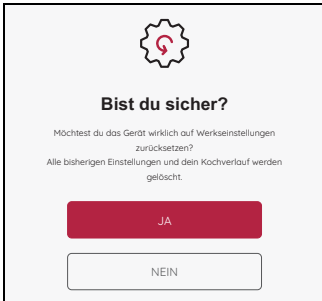 Bist du sicher?
Möchtest du das Gerät wirklich auf Werkseinstellungen
zurücksetzen?
Alle bisherigen Einstellungen und dein Kochverlauf werden
gelöscht.
JA
NEIN